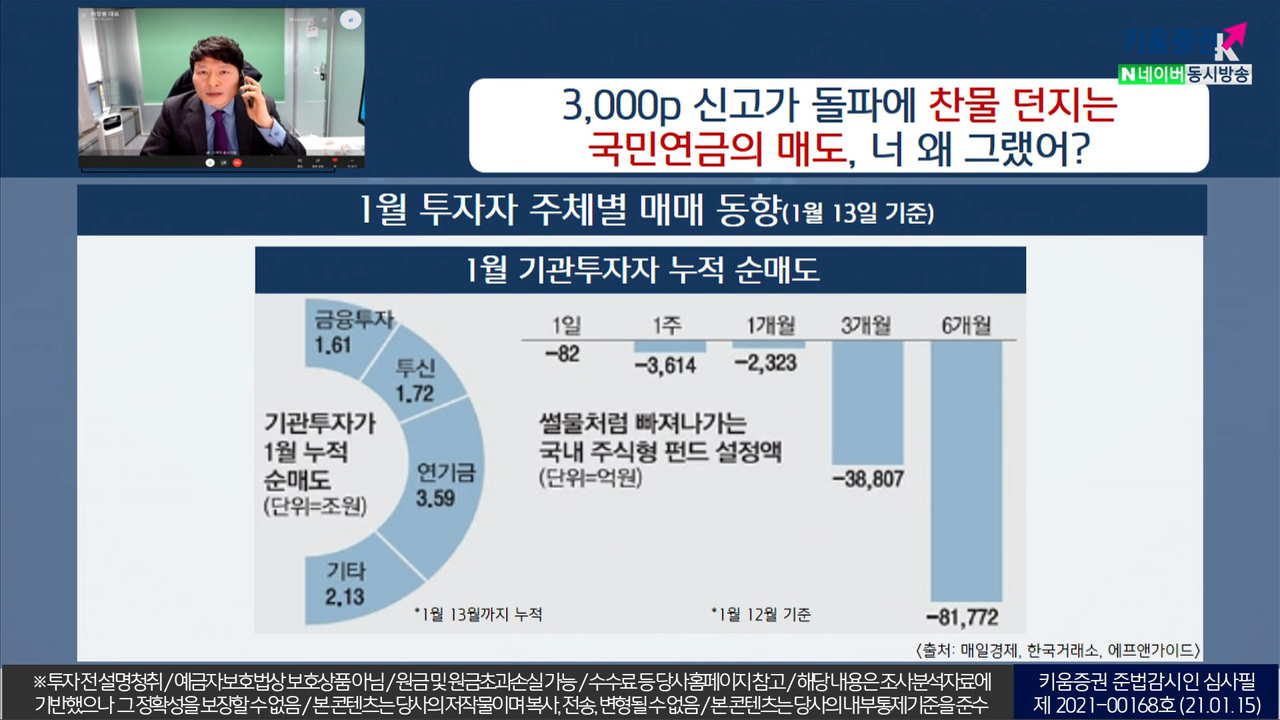 키움증권
N 네이버 동시방송
3,000p 신고가 돌파에 찬물 던지는
국민연금의 매도, 너 왜 그랬어?
1월 투자자 주체별 매매 동향(1월 13일 기준)
1월 기관투자자 누적 순매도
금융투자
1.61
투신
1.72
연기금
3.59
기타
2.13
기관투자가
1월 누적
순매도
(단위=조원)
*1월 13월까지 누적
1일 1주 1개월 3개월 6개월
-82 -3,614 -2,323 -38,807 -81,772
썰물처럼 빠져나가는
국내 주식형 펀드 설정액
(단위=억원)
*1월 12월 기준
<출처: 매일경제, 한국거래소, 에프앤가이드>
※ 투자 전 설명청취 / 예금자보호법상 보호상품 아님 / 원금 및 원금초과손실 가능 / 수수료 등 당사홈페이지 참고 / 해당 내용은 조사분석자료에
기반했으나 그 정확성을 보장할 수 없음 / 본 콘텐츠는 당사의 저작물이며 복사, 전송, 변형될 수 없음 / 본 콘텐츠는 당사의 내부통제기준을 준수
키움증권 준법감시인 심사필
제 2021-00168호 (21.01.15)